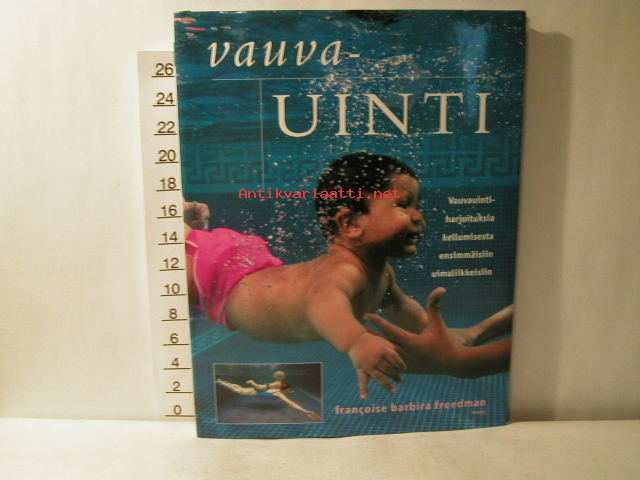 vauva-
UINTI
Antikvariaatti.net
Vauvauinti-
harjoituksia
kellumisesta
ensimmäisiin
uimaliikkeisiin
françoise barbira freedman
26
24
22
20
18
16
14
12
10
8
6
4
2
0